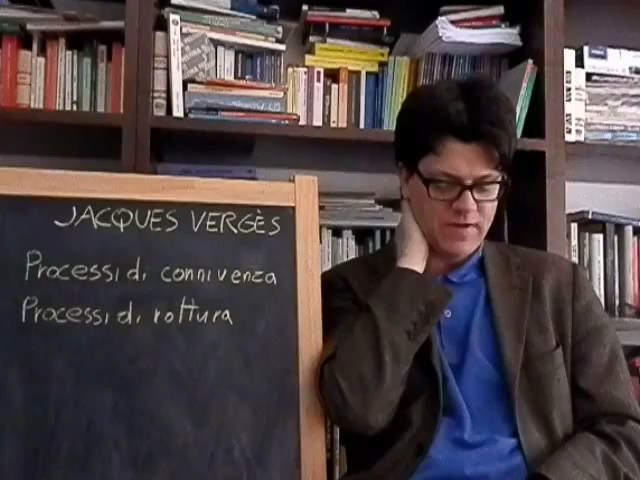 JACQUES VERGÈS
Processi di connivenza
Processi di rottura